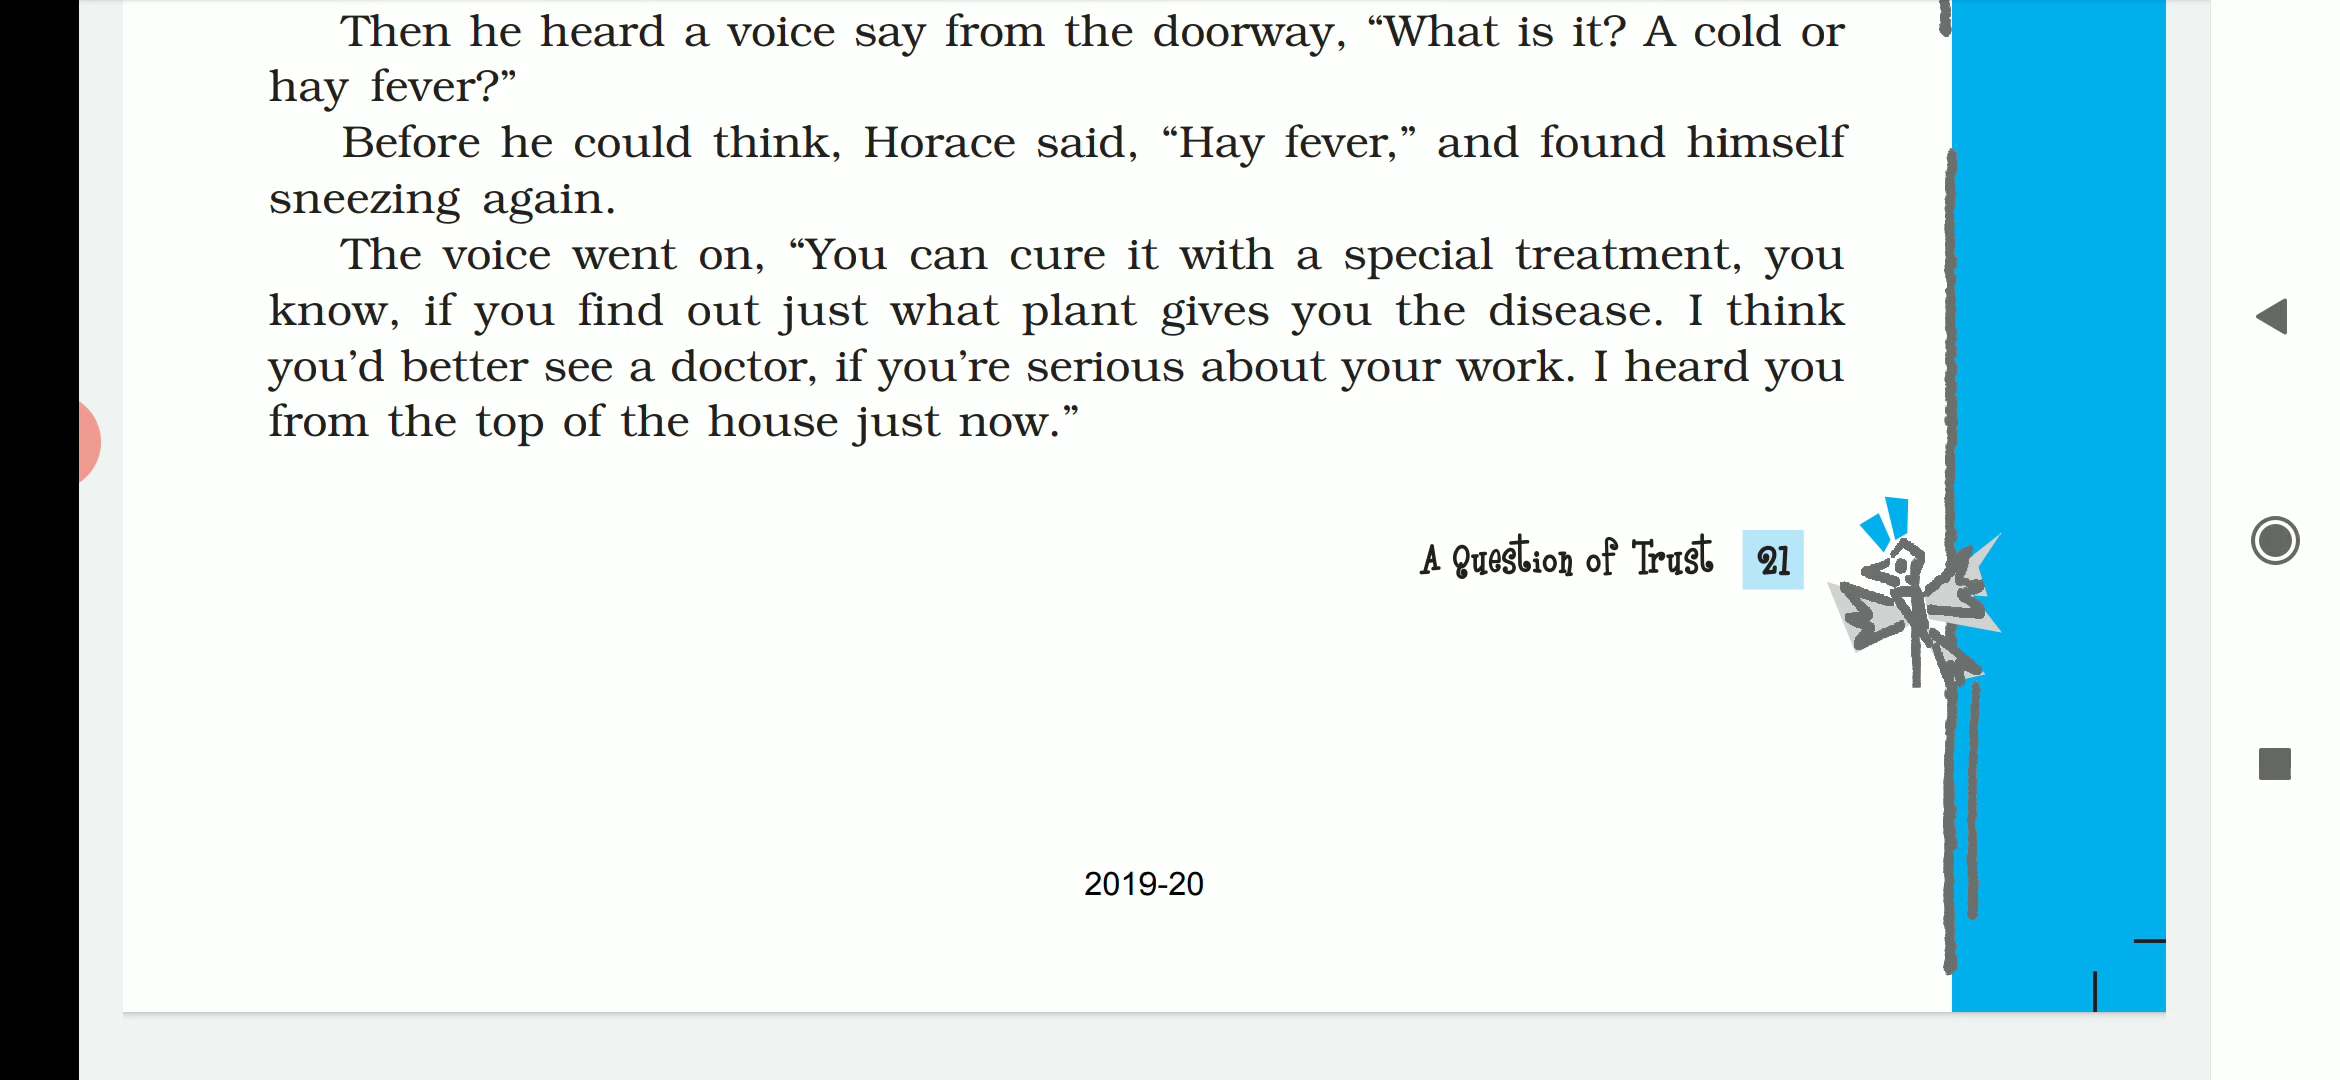 Then he heard a voice say from the doorway, “What is it? A cold or
hay fever?”
Before he could think, Horace said, “Hay fever,” and found himself
sneezing again.
The voice went on, “You can cure it with a special treatment, you
know, if you find out just what plant gives you the disease. I think
you’d better see a doctor, if you’re serious about your work. I heard you
from the top of the house just now.”
A Question of Trust 21
2019-20